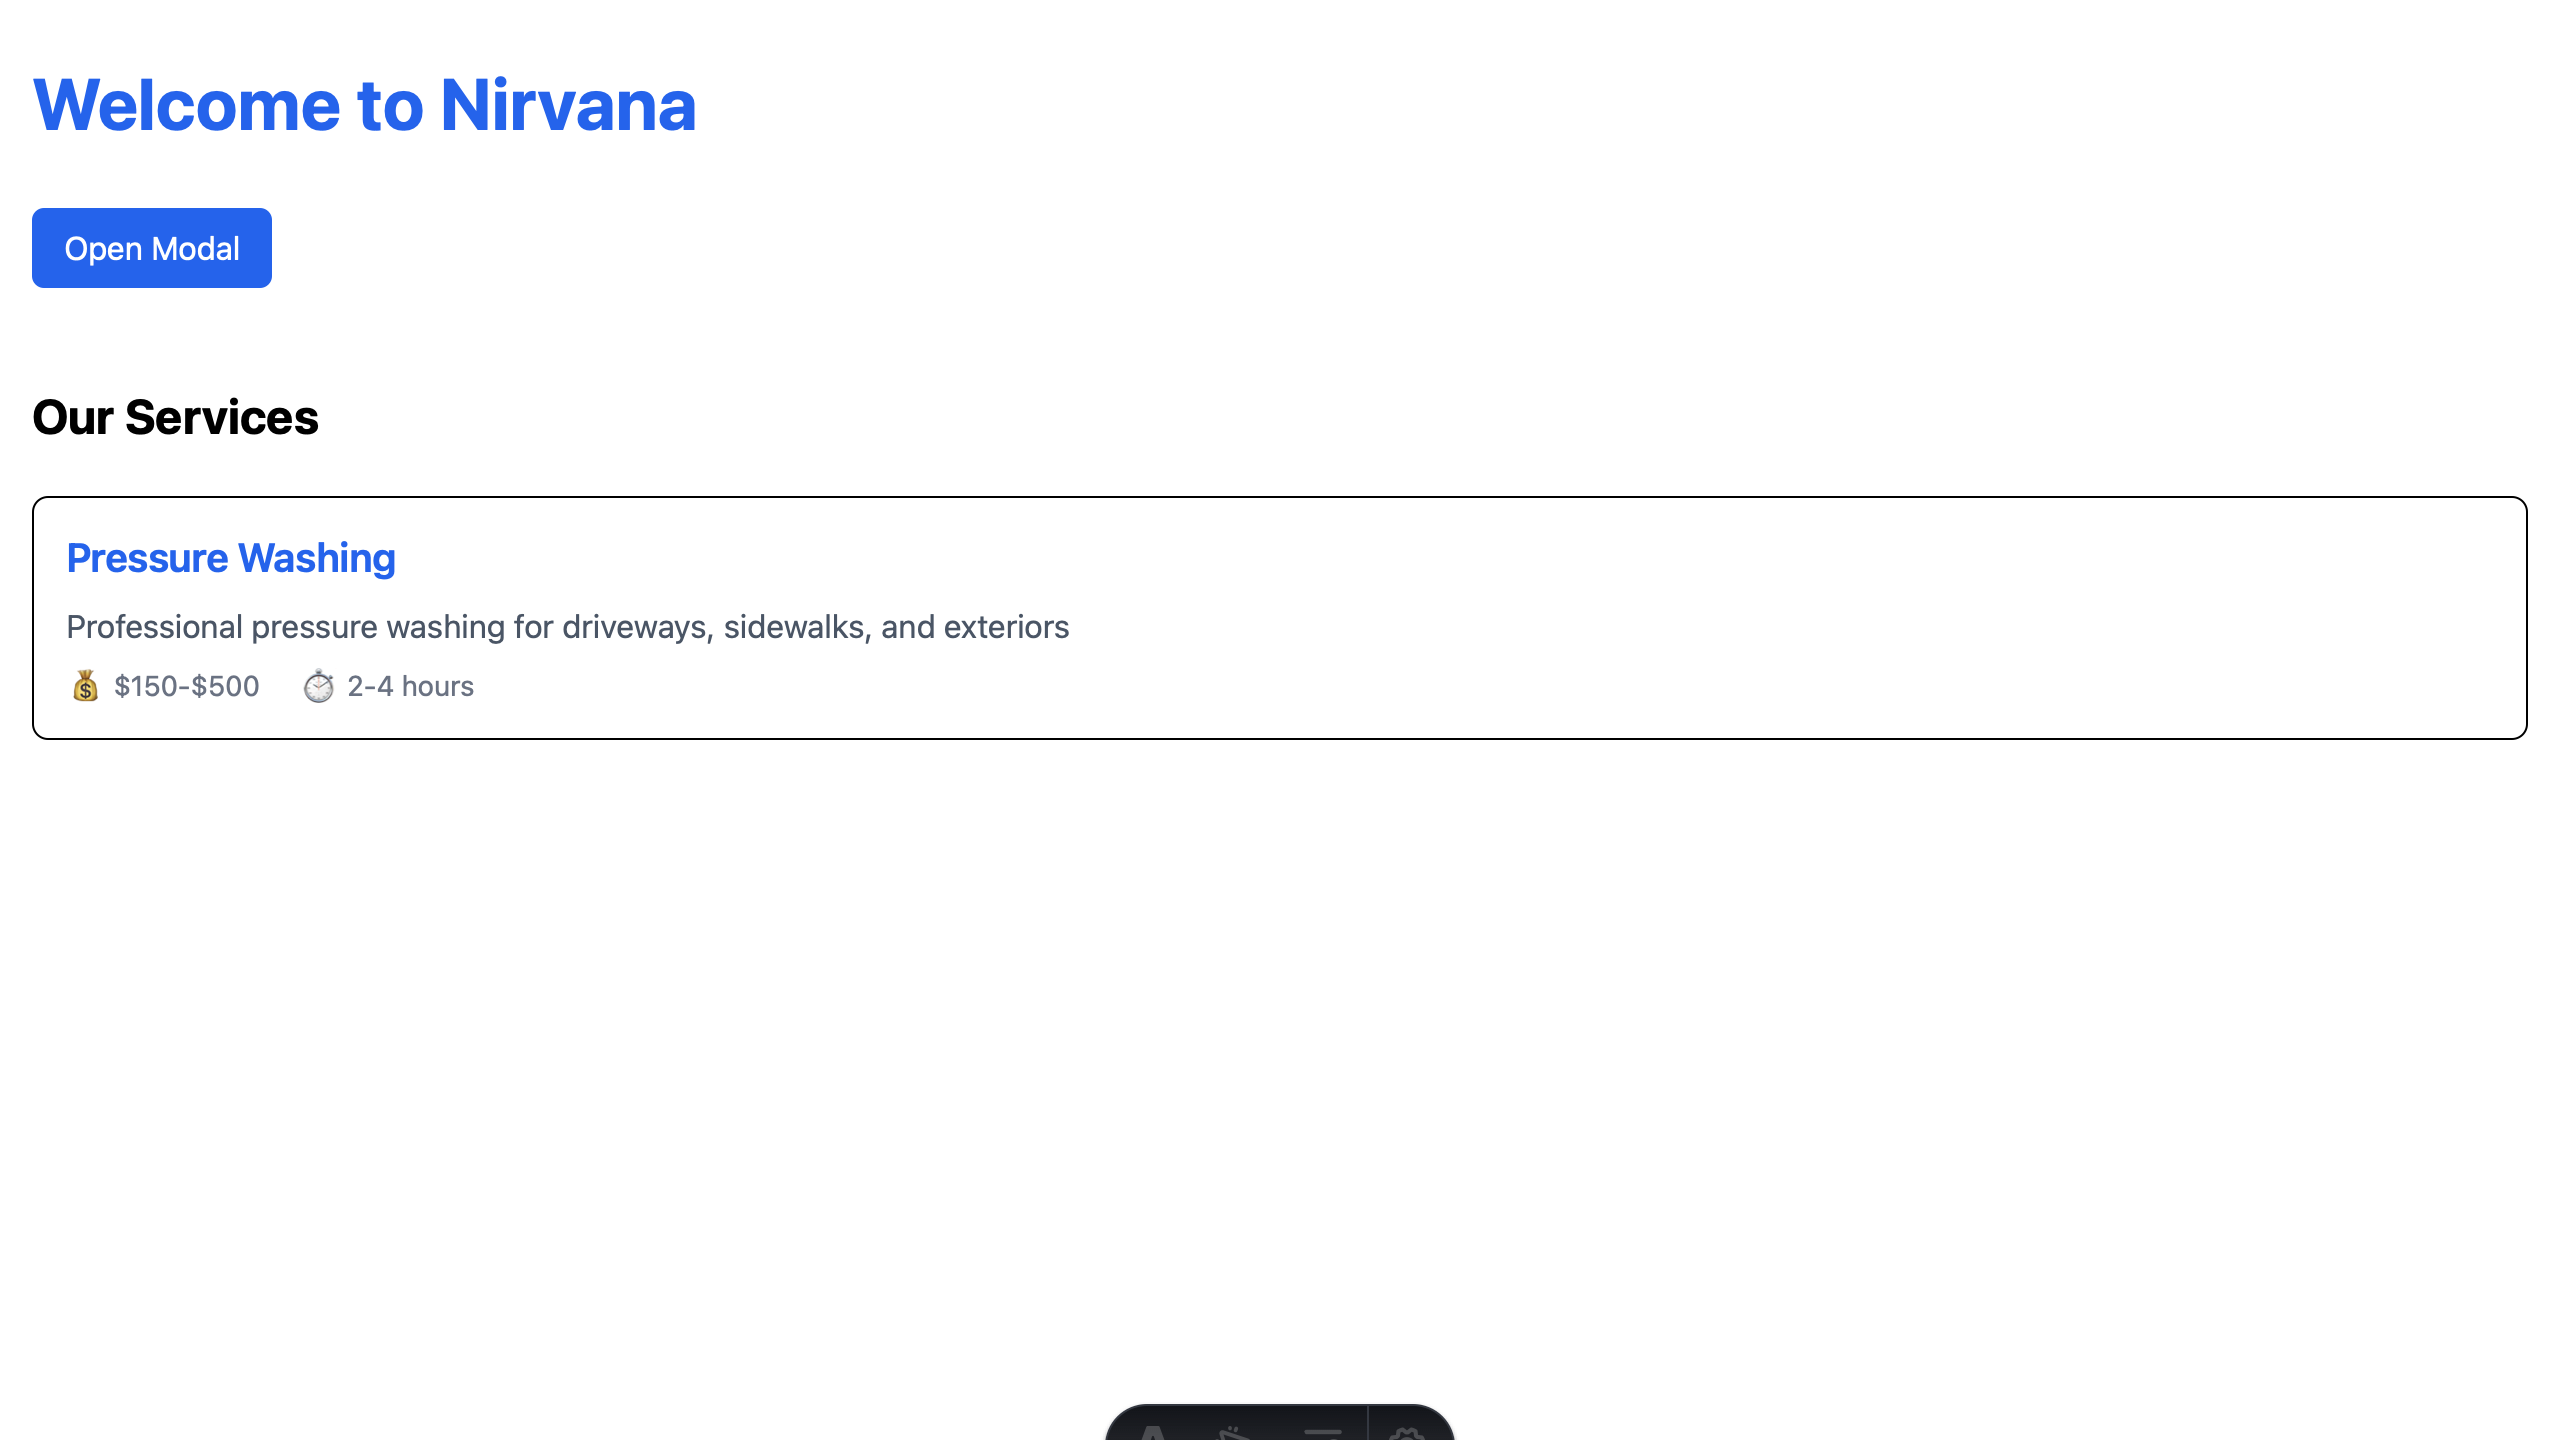 Welcome to Nirvana
Open Modal
Our Services
Pressure Washing
Professional pressure washing for driveways, sidewalks, and exteriors
💰 $150-$500 ⏱️ 2-4 hours